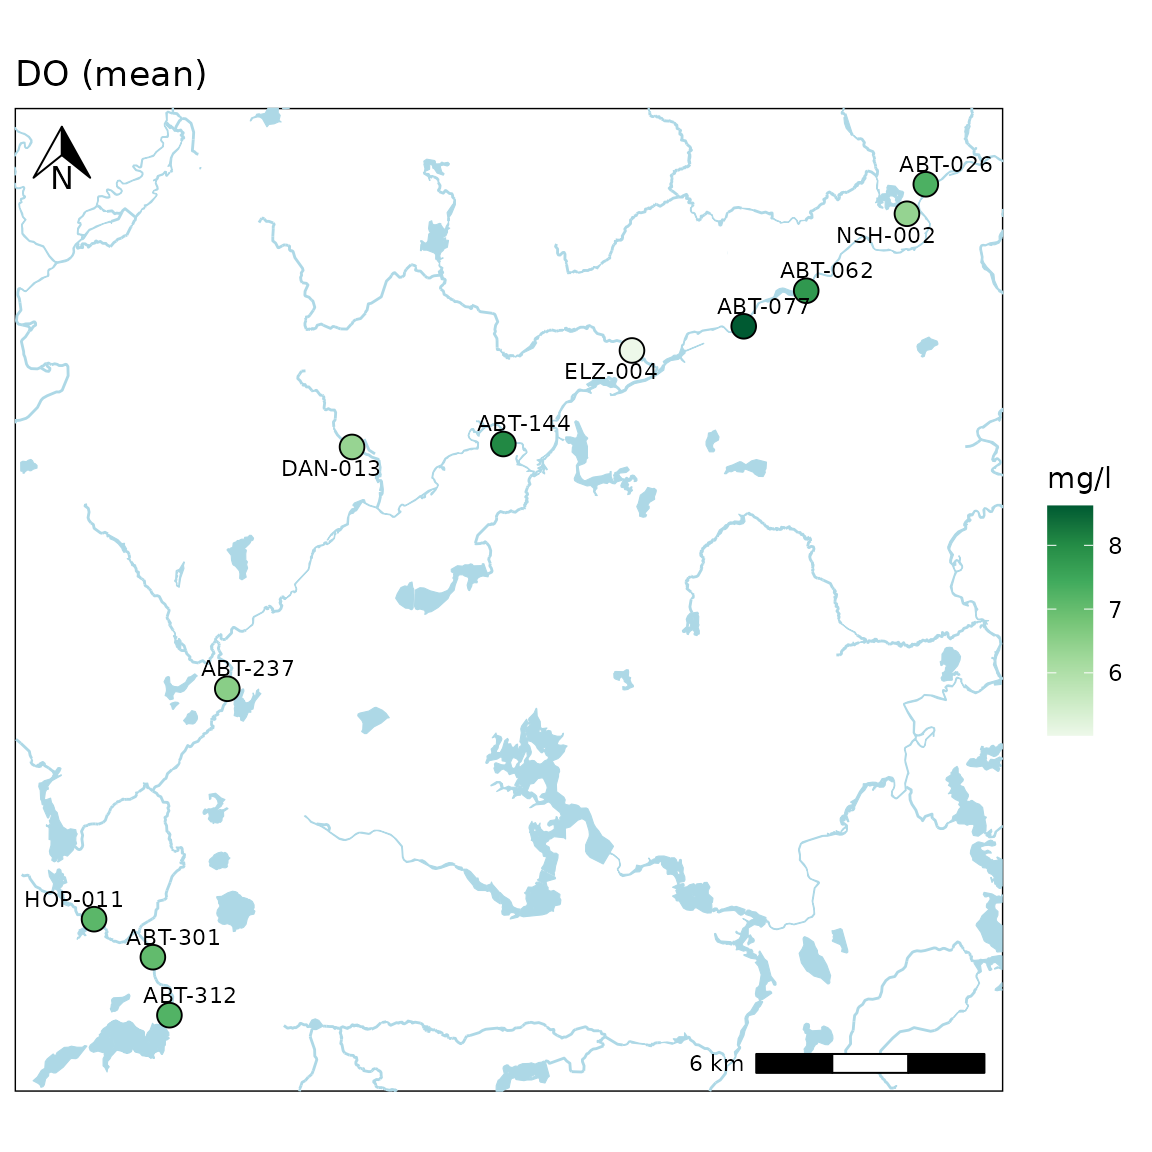 DO (mean)
N
ABT-026
NSH-002
ABT-062
ABT-077
ELZ-004
ABT-144
DAN-013
mg/l
8
7
6
ABT-237
HOP-011
ABT-301
ABT-312
6 km